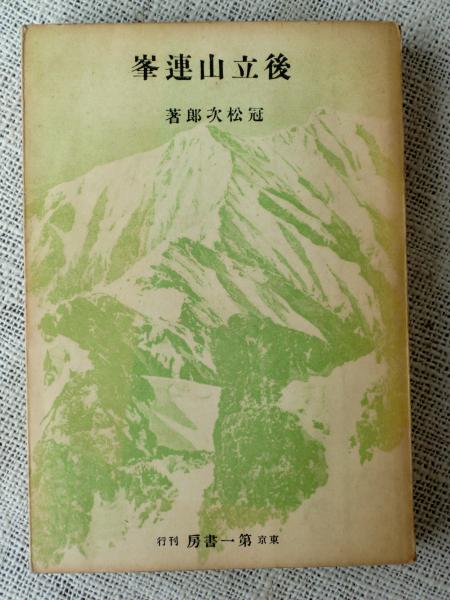 後立山連峯
冠松次郎著
東京 第一書房 刊行